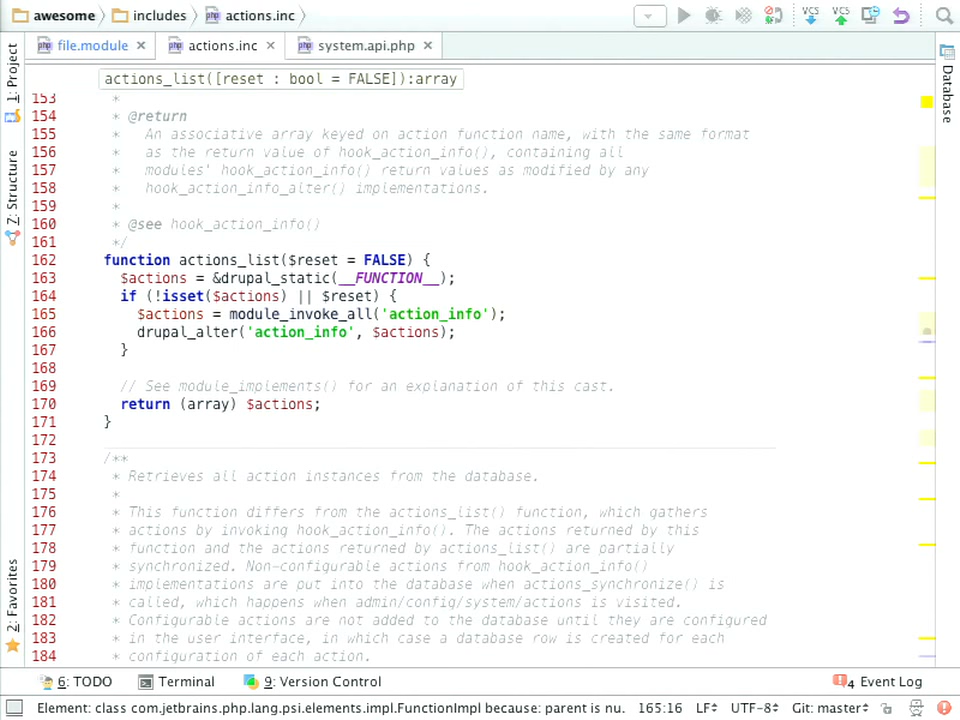 awesome includes actions.inc
VCS VCS
file.module actions.inc system.api.php
1: Project
Z: Structure
2: Favorites
Database
actions_list([reset : bool = FALSE]):array
153 *
154 * @return
155 *   An associative array keyed on action function name, with the same format
156 *   as the return value of hook_action_info(), containing all
157 *   modules' hook_action_info() return values as modified by any
158 *   hook_action_info_alter() implementations.
159 *
160 * @see hook_action_info()
161 */
162 function actions_list($reset = FALSE) {
163   $actions = &drupal_static(__FUNCTION__);
164   if (!isset($actions) || $reset) {
165     $actions = module_invoke_all('action_info');
166     drupal_alter('action_info', $actions);
167   }
168
169   // See module_implements() for an explanation of this cast.
170   return (array) $actions;
171 }
172
173 /**
174 * Retrieves all action instances from the database.
175 *
176 * This function differs from the actions_list() function, which gathers
177 * actions by invoking hook_action_info(). The actions returned by this
178 * function and the actions returned by actions_list() are partially
179 * synchronized. Non-configurable actions from hook_action_info()
180 * implementations are put into the database when actions_synchronize() is
181 * called, which happens when admin/config/system/actions is visited.
182 * Configurable actions are not added to the database until they are configured
183 * in the user interface, in which case a database row is created for each
184 * configuration of each action.
6: TODO Terminal 9: Version Control 4 Event Log
Element: class com.jetbrains.php.lang.psi.elements.impl.FunctionImpl because: parent is nu. 165:16 LF UTF-8 Git: master